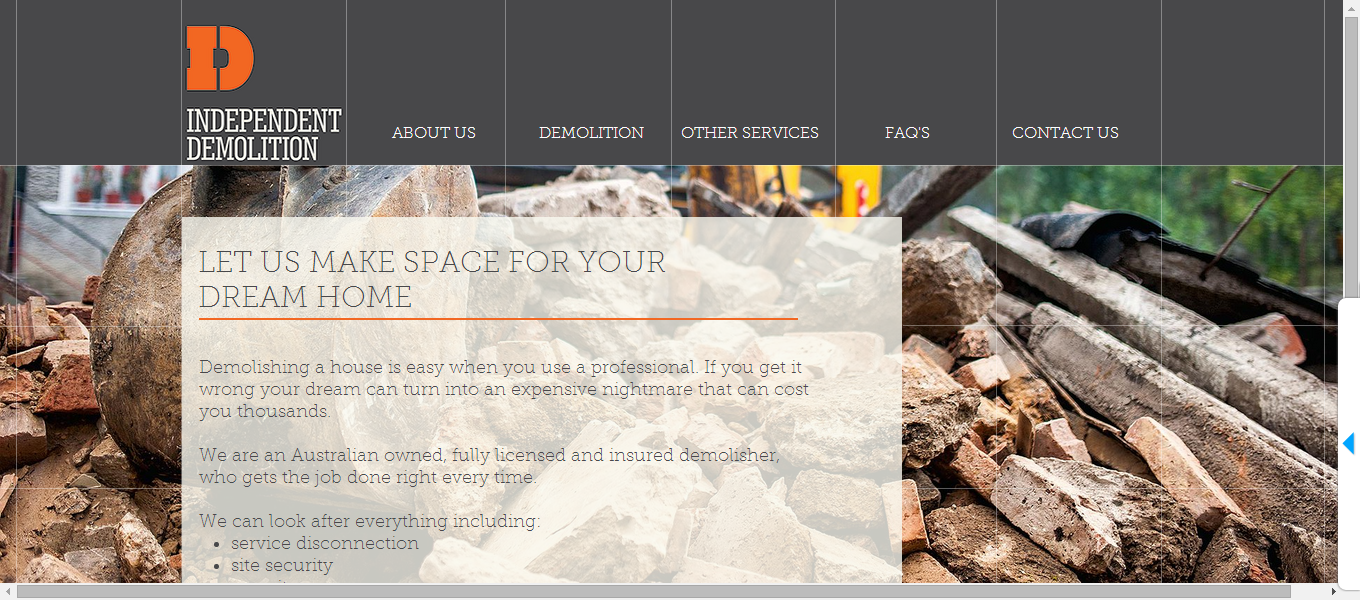 D
INDEPENDENT
DEMOLITION
ABOUT US
DEMOLITION
OTHER SERVICES
FAQ'S
CONTACT US
LET US MAKE SPACE FOR YOUR
DREAM HOME
Demolishing a house is easy when you use a professional. If you get it
wrong your dream can turn into an expensive nightmare that can cost
you thousands.
We are an Australian owned, fully licensed and insured demolisher,
who gets the job done right every time.
We can look after everything including:
• service disconnection
• site security